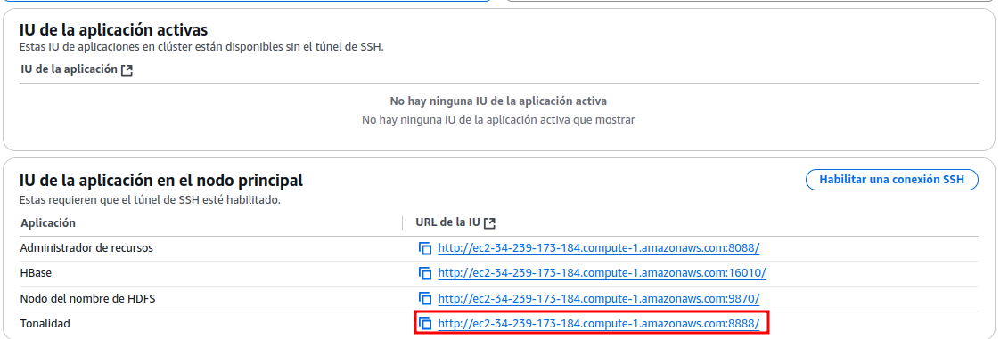 IU de la aplicación activas
Estas IU de aplicaciones en clúster están disponibles sin el túnel de SSH.
IU de la aplicación
No hay ninguna IU de la aplicación activa
No hay ninguna IU de la aplicación activa que mostrar
IU de la aplicación en el nodo principal
Habilitar una conexión SSH
Estas requieren que el túnel de SSH esté habilitado.
Aplicación URL de la IU
Administrador de recursos http://ec2-34-239-173-184.compute-1.amazonaws.com:8088/
HBase http://ec2-34-239-173-184.compute-1.amazonaws.com:16010/
Nodo del nombre de HDFS http://ec2-34-239-173-184.compute-1.amazonaws.com:9870/
Tonalidad http://ec2-34-239-173-184.compute-1.amazonaws.com:8888/